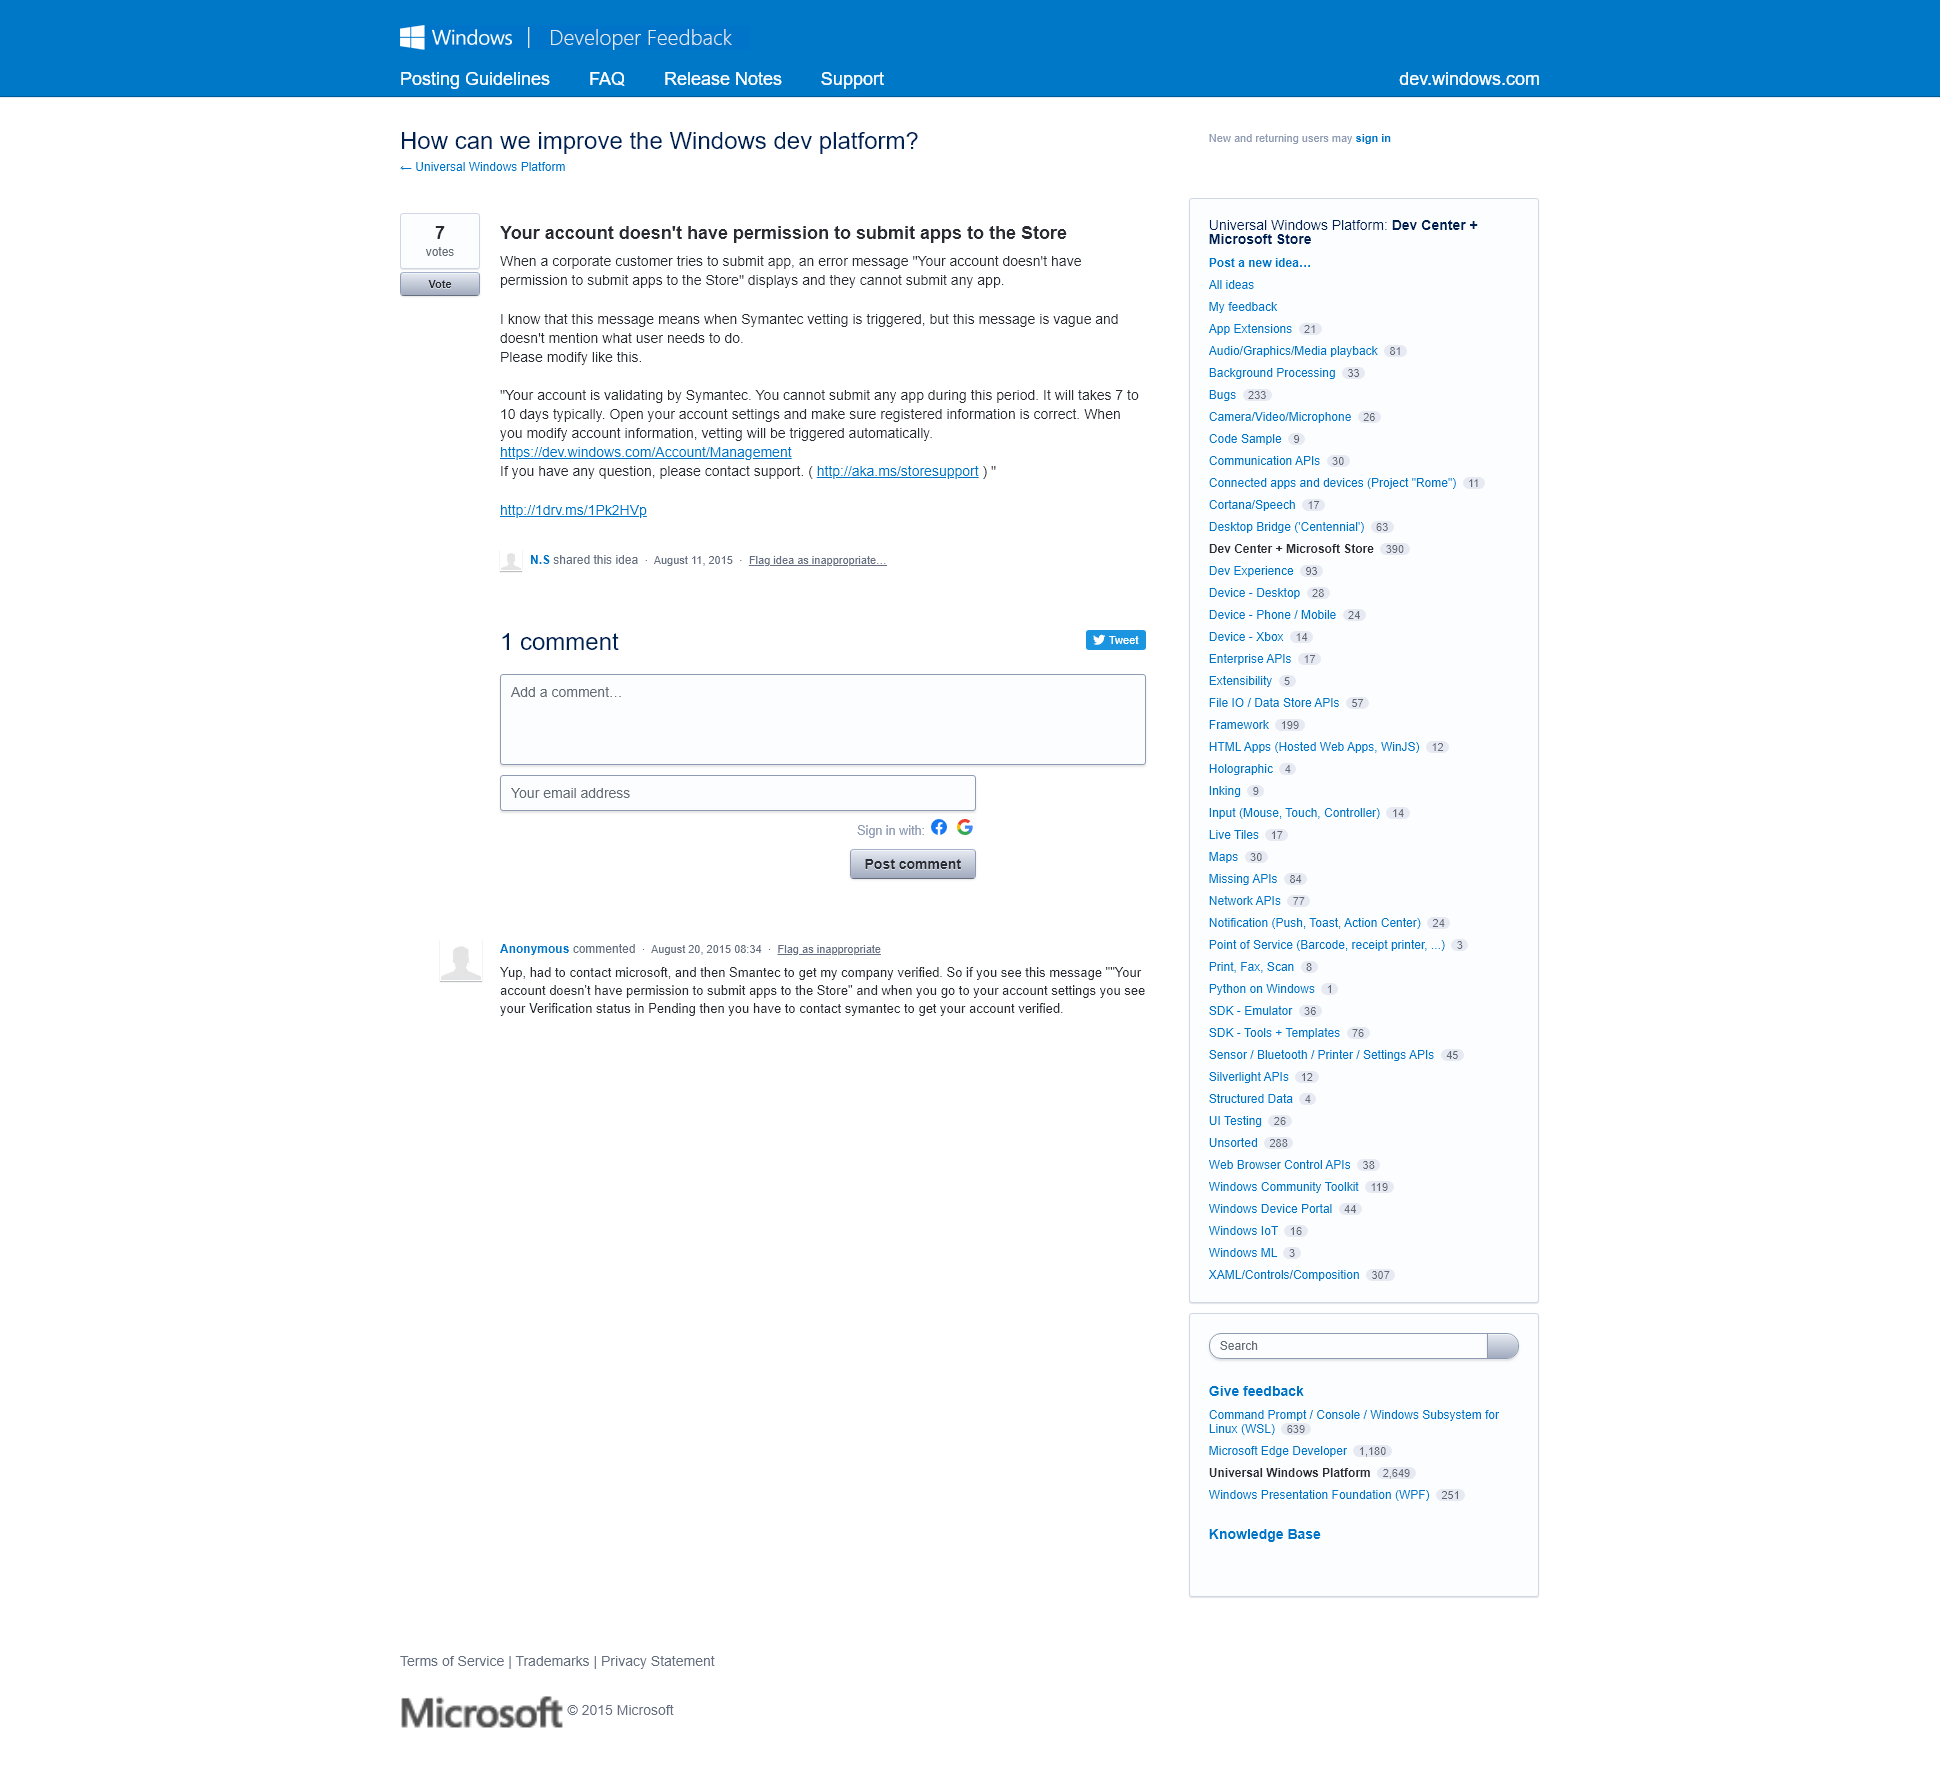 Windows | Developer Feedback
Posting Guidelines FAQ Release Notes Support dev.windows.com
How can we improve the Windows dev platform?
← Universal Windows Platform
New and returning users may sign in
7
votes
Vote
Your account doesn't have permission to submit apps to the Store
When a corporate customer tries to submit app, an error message "Your account doesn't have
permission to submit apps to the Store" displays and they cannot submit any app.
I know that this message means when Symantec vetting is triggered, but this message is vague and
doesn't mention what user needs to do.
Please modify like this.
"Your account is validating by Symantec. You cannot submit any app during this period. It will takes 7 to
10 days typically. Open your account settings and make sure registered information is correct. When
you modify account information, vetting will be triggered automatically.
https://dev.windows.com/Account/Management
If you have any question, please contact support. ( http://aka.ms/storesupport ) "
http://1drv.ms/1Pk2HVp
N.S shared this idea · August 11, 2015 · Flag idea as inappropriate…
1 comment
Tweet
Add a comment…
Your email address
Sign in with:
Post comment
Anonymous commented · August 20, 2015 08:34 · Flag as inappropriate
Yup, had to contact microsoft, and then Smantec to get my company verified. So if you see this message ""Your
account doesn't have permission to submit apps to the Store" and when you go to your account settings you see
your Verification status in Pending then you have to contact symantec to get your account verified.
Universal Windows Platform: Dev Center +
Microsoft Store
Post a new idea…
All ideas
My feedback
App Extensions 21
Audio/Graphics/Media playback 81
Background Processing 33
Bugs 233
Camera/Video/Microphone 26
Code Sample 9
Communication APIs 30
Connected apps and devices (Project "Rome") 11
Cortana/Speech 17
Desktop Bridge ('Centennial') 63
Dev Center + Microsoft Store 390
Dev Experience 93
Device - Desktop 28
Device - Phone / Mobile 24
Device - Xbox 14
Enterprise APIs 17
Extensibility 5
File IO / Data Store APIs 57
Framework 199
HTML Apps (Hosted Web Apps, WinJS) 12
Holographic 4
Inking 9
Input (Mouse, Touch, Controller) 14
Live Tiles 17
Maps 30
Missing APIs 84
Network APIs 77
Notification (Push, Toast, Action Center) 24
Point of Service (Barcode, receipt printer, ...) 3
Print, Fax, Scan 8
Python on Windows 1
SDK - Emulator 36
SDK - Tools + Templates 76
Sensor / Bluetooth / Printer / Settings APIs 45
Silverlight APIs 12
Structured Data 4
UI Testing 26
Unsorted 288
Web Browser Control APIs 38
Windows Community Toolkit 119
Windows Device Portal 44
Windows IoT 16
Windows ML 3
XAML/Controls/Composition 307
Search
Give feedback
Command Prompt / Console / Windows Subsystem for
Linux (WSL) 639
Microsoft Edge Developer 1,180
Universal Windows Platform 2,649
Windows Presentation Foundation (WPF) 251
Knowledge Base
Terms of Service | Trademarks | Privacy Statement
Microsoft © 2015 Microsoft